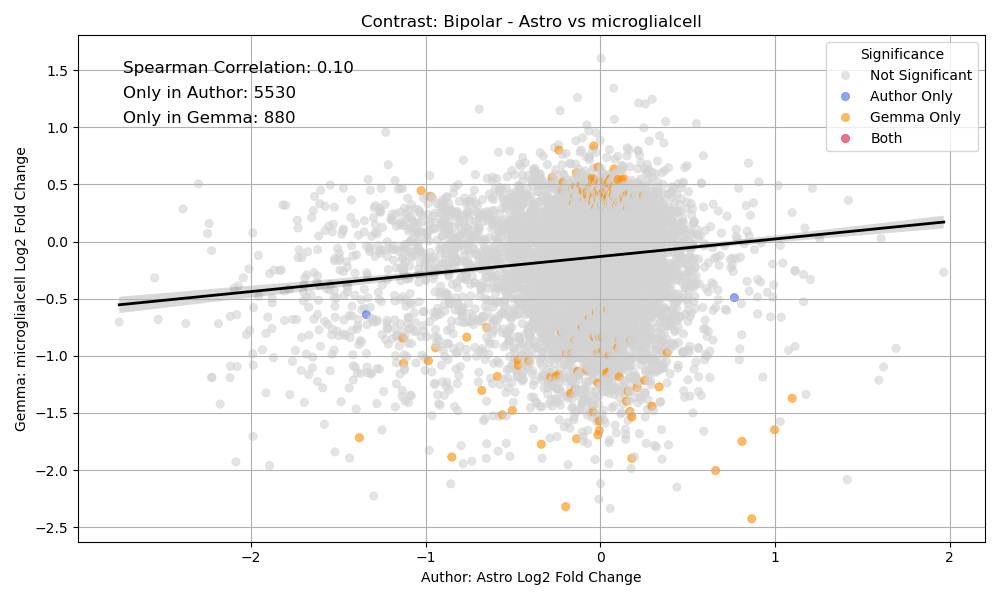 Contrast: Bipolar - Astro vs microglialcell
Spearman Correlation: 0.10
Only in Author: 5530
Only in Gemma: 880
Significance
Not Significant
Author Only
Gemma Only
Both
Gemma: microglialcell Log2 Fold Change
1.5
1.0
0.5
0.0
−0.5
−1.0
−1.5
−2.0
−2.5
−2
−1
0
1
2
Author: Astro Log2 Fold Change